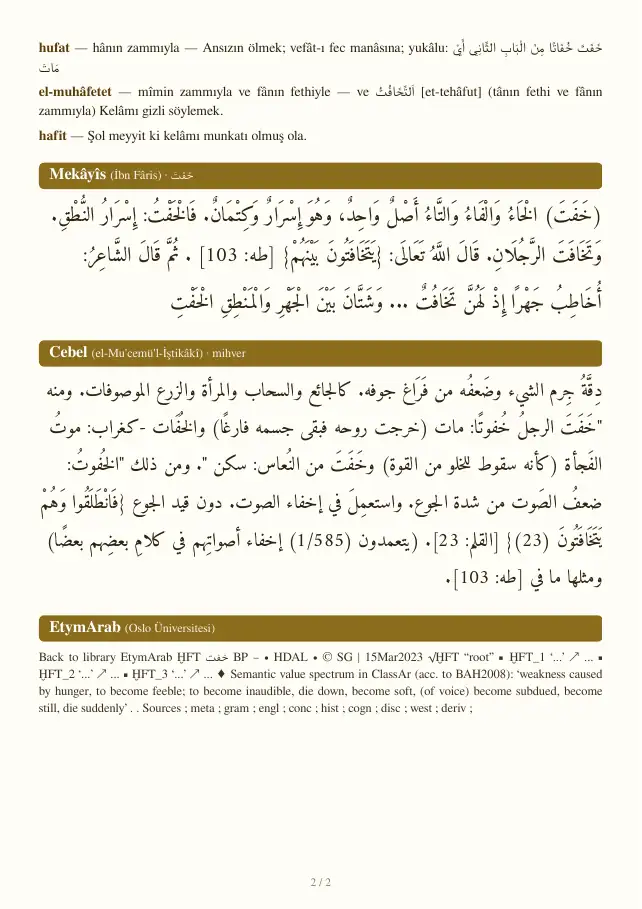 hufat — hânın zammıyla — Ansızın ölmek; vefât-ı fec manâsına; yukâlu: خَفَتَ خُفَاتًا مِنَ الْبَابِ الثَّانِي أَيْ
مَاتَ
el-muhâfetet — mîmin zammıyla ve fânın fethiyle — ve اَلتَّخَافُتُ [et-tehâfut] (tânın fethi ve fânın
zammıyla) Kelâmı gizli söylemek.
hafit — Şol meyyit ki kelâmı munkatı olmuş ola.
Mekâyîs (İbn Fâris) · خفت
(خَفَتَ) الْخَاءُ وَالْفَاءُ وَالتَّاءُ أَصْلٌ وَاحِدٌ، وَهُوَ إِسْرَارٌ وَكِتْمَانٌ. فَالْخَفْتُ: إِسْرَارُ النُّطْقِ.
وَتَخَافَتَ الرَّجُلَانِ. قَالَ اللَّهُ تَعَالَى: {يَتَخَافَتُونَ بَيْنَهُمْ} [طه: 103] . ثُمَّ قَالَ الشَّاعِرُ:
أُخَاطِبُ جَهْرًا إِذْ لَهُنَّ تَخَافُتٌ ... وَشَتَّانَ بَيْنَ الْجَهْرِ وَالْمَنْطِقِ الْخَفْتِ
Cebel (el-Mu'cemü'l-İştikâkî) · mihver
دِقَّةُ جِرم الشيء وضَعفُه من فَرَاغ جوفه. كالجائع والسحاب والمرأة والزرع الموصوفات. ومنه
"خَفَتَ الرجلُ خُفوتًا: مات (خرجت روحه فبقى جسمه فارغًا) والخُفَات -كغراب: موتُ
الفَجأة (كأنه سقوط للخلو من القوة) وخَفَتَ من النُعاس: سكن ". ومن ذلك "الخُفوتُ:
ضعفُ الصَوت من شدة الجوع. واستعمِلَ في إخفاء الصوت. دون قيد الجوع {فَانْطَلَقُوا وَهُمْ
يَتَخَافَتُونَ (23)} [القلم: 23]. (يتعمدون (1/585) إخفاء أصواتِهم في كلامِ بعضِهم بعضًا)
ومثلها ما في [طه: 103].
EtymArab (Oslo Üniversitesi)
Back to library EtymArab ḪFT خفت BP – • HDAL • © SG | 15Mar2023 √ḪFT “root” ▪ ḪFT_1 ‘...’ ↗ ... ▪
ḪFT_2 ‘...’ ↗ ... ▪ ḪFT_3 ‘...’ ↗ ... ♦ Semantic value spectrum in ClassAr (acc. to BAH2008): ‘weakness caused
by hunger, to become feeble; to become inaudible, die down, become soft, (of voice) become subdued, become
still, die suddenly’ . . Sources ; meta ; gram ; engl ; conc ; hist ; cogn ; disc ; west ; deriv ;
2 / 2